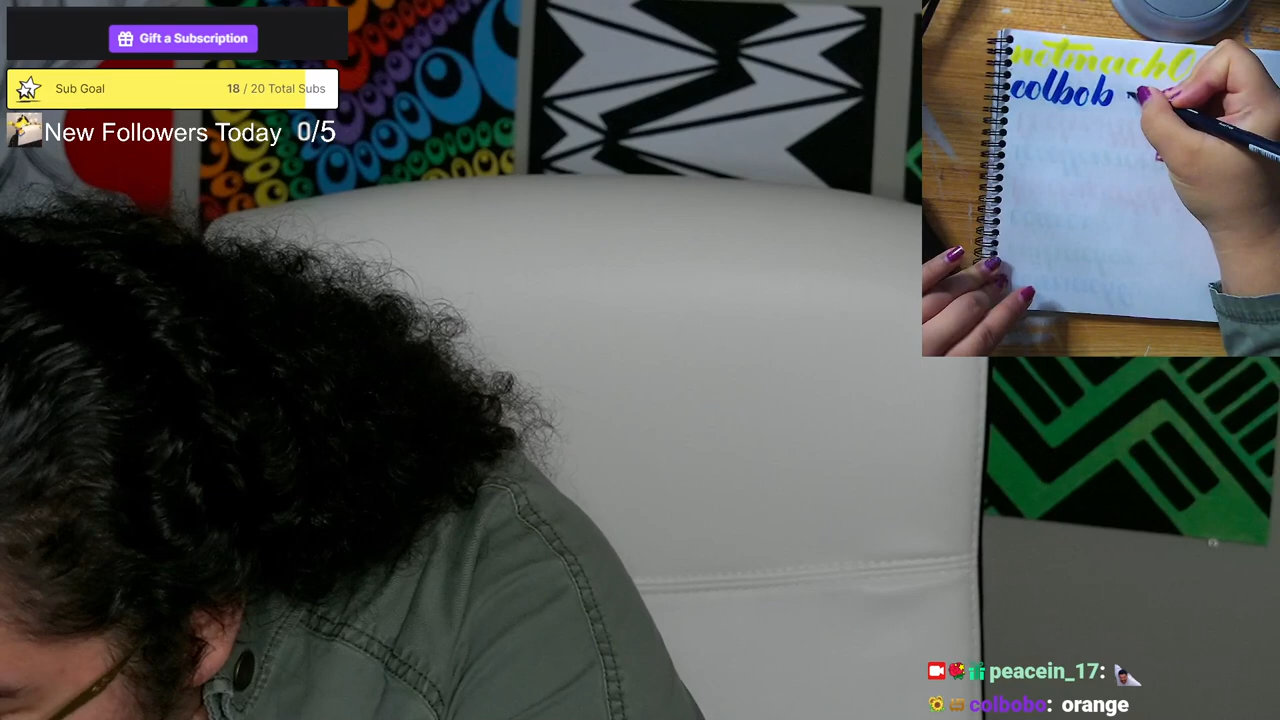 Gift a Subscription
Sub Goal 18 / 20 Total Subs
New Followers Today 0/5
colbob
peacein_17:
colbobo: orange